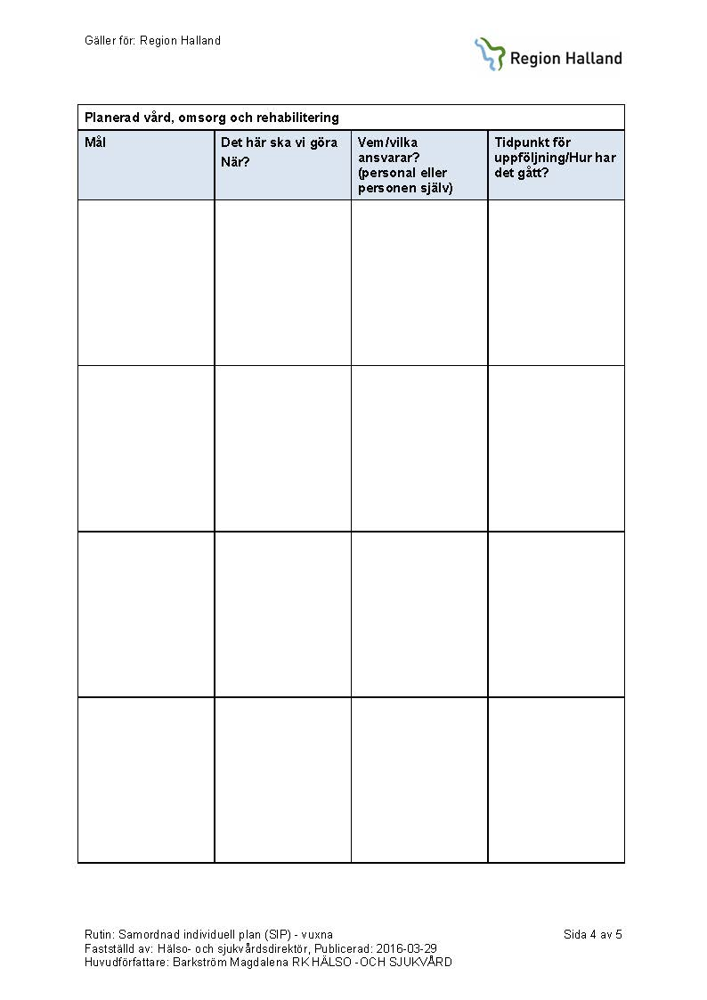 Gäller för: Region Halland
Region Halland
Planerad vård, omsorg och rehabilitering
Mål
Det här ska vi göra
När?
Vem/vilka
ansvarar?
(personal eller
personen själv)
Tidpunkt för
uppföljning/Hur har
det gått?
Rutin: Samordnad individuell plan (SIP) - vuxna
Sida 4 av 5
Fastställd av: Hälso- och sjukvårdsdirektör, Publicerad: 2016-03-29
Huvudförfattare: Barkström Magdalena RK HÄLSO -OCH SJUKVÅRD